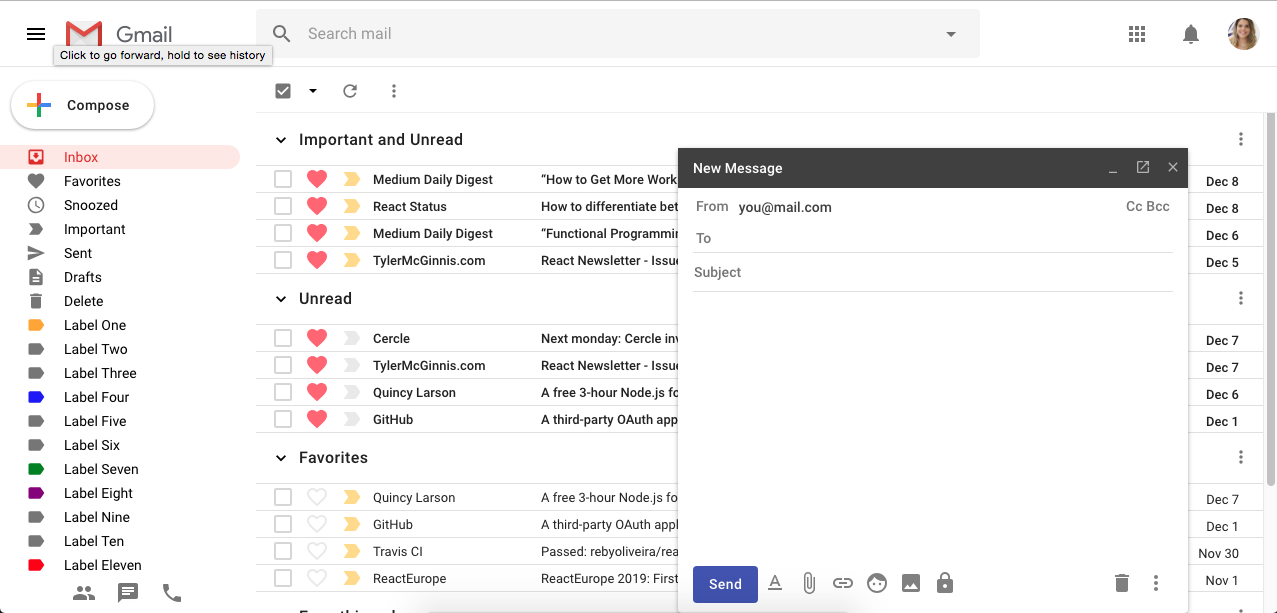 Gmail
Search mail
Click to go forward, hold to see history
Compose
Inbox
Favorites
Snoozed
Important
Sent
Drafts
Delete
Label One
Label Two
Label Three
Label Four
Label Five
Label Six
Label Seven
Label Eight
Label Nine
Label Ten
Label Eleven
Important and Unread
Medium Daily Digest “How to Get More Work Dec 8
React Status How to differentiate bet Dec 8
Medium Daily Digest “Functional Programmin Dec 6
TylerMcGinnis.com React Newsletter - Issue Dec 5
Unread
Cercle Next monday: Cercle inv Dec 7
TylerMcGinnis.com React Newsletter - Issue Dec 7
Quincy Larson A free 3-hour Node.js fo Dec 6
GitHub A third-party OAuth app Dec 1
Favorites
Quincy Larson A free 3-hour Node.js fo Dec 7
GitHub A third-party OAuth appl Dec 1
Travis CI Passed: rebyoliveira/rea Nov 30
ReactEurope ReactEurope 2019: First Nov 1
New Message
From you@mail.com Cc Bcc
To
Subject
Send